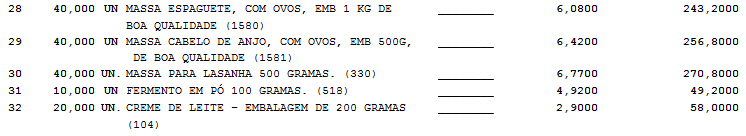 28 40,000 UN MASSA ESPAGUETE, COM OVOS, EMB 1 KG DE ________ 6,0800 243,2000
BOA QUALIDADE (1580)
29 40,000 UN MASSA CABELO DE ANJO, COM OVOS, EMB 500G, ________ 6,4200 256,8000
DE BOA QUALIDADE (1581)
30 40,000 UN. MASSA PARA LASANHA 500 GRAMAS. (330) ________ 6,7700 270,8000
31 10,000 UN FERMENTO EM PÓ 100 GRAMAS. (518) ________ 4,9200 49,2000
32 20,000 UN. CREME DE LEITE - EMBALAGEM DE 200 GRAMAS ________ 2,9000 58,0000
(104)